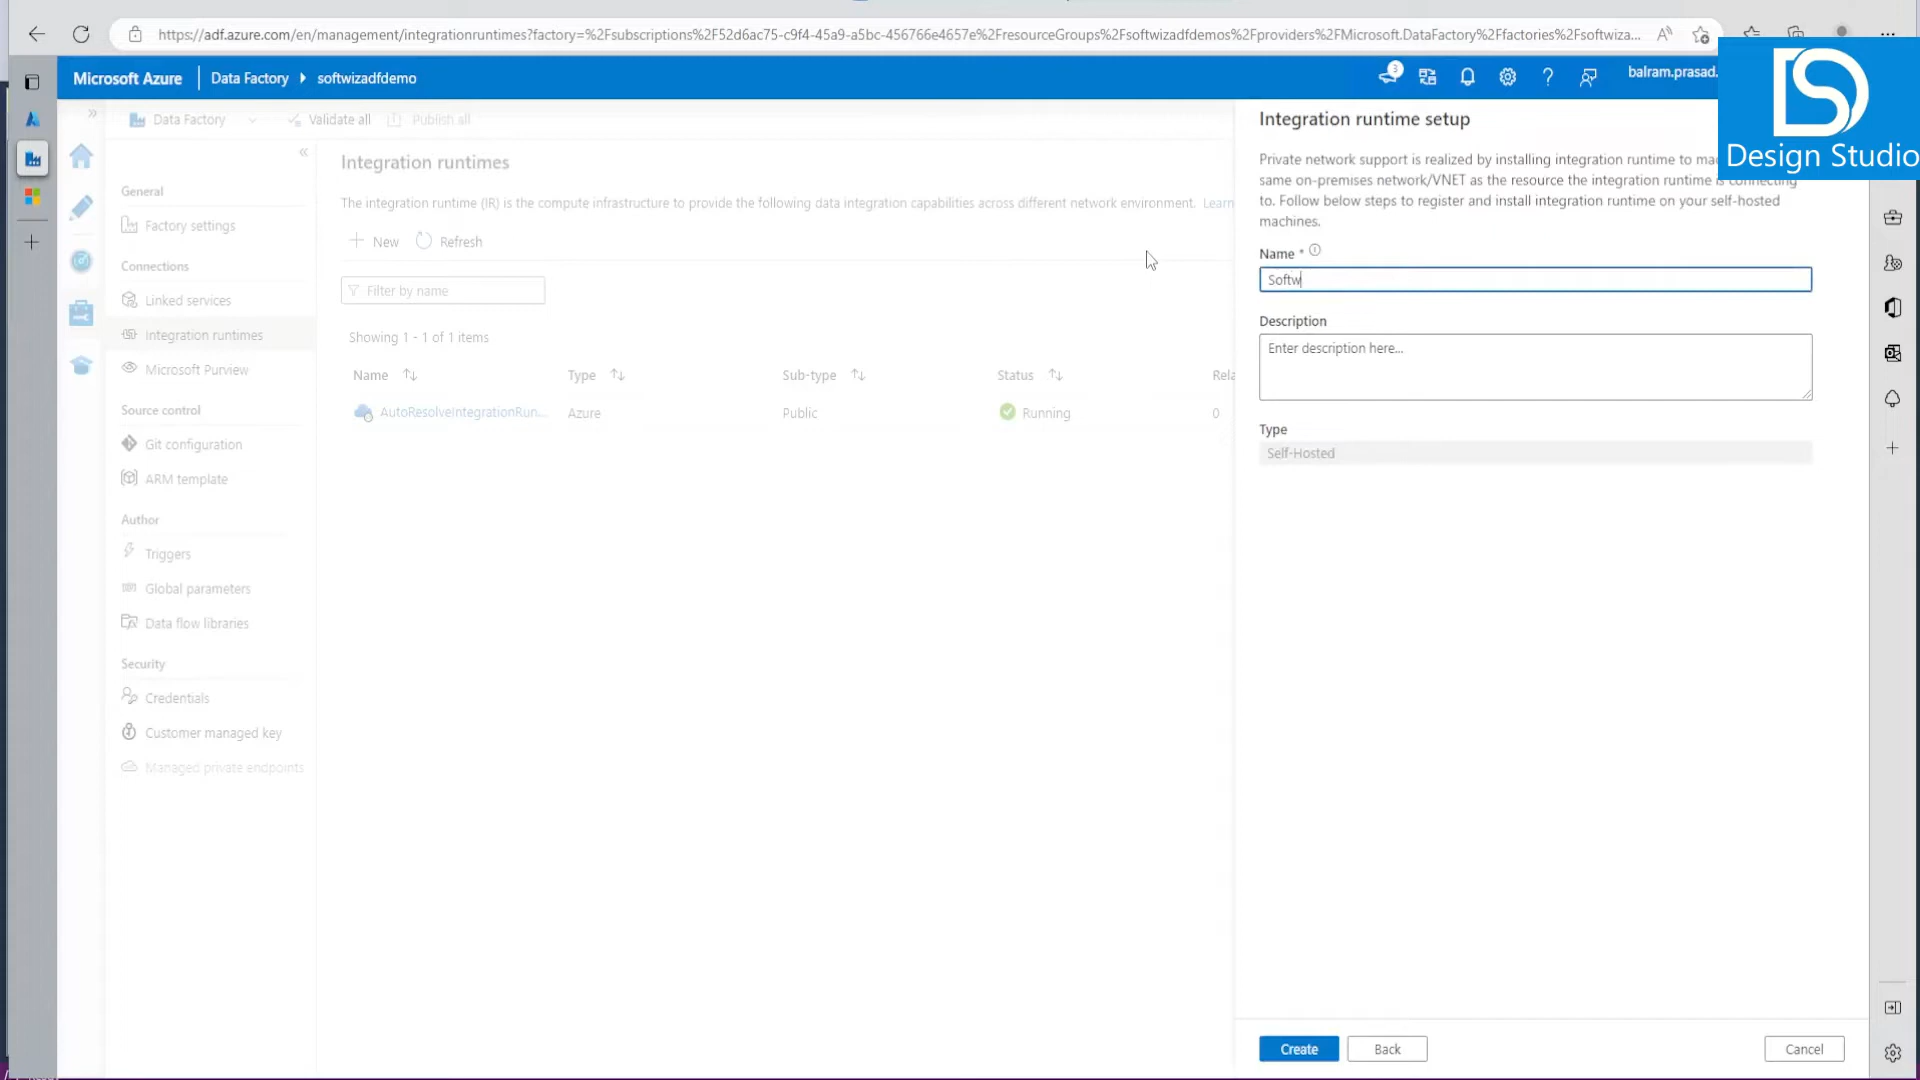 https://adf.azure.com/en/management/integrationruntimes?factory=%2Fsubscriptions%2F52d6ac75-c9f4-45a9-a5bc-456766e4657e%2FresourceGroups%2Fsoftwizadfdemos%2Fproviders%2FMicrosoft.DataFactory%2Ffactories%2Fsoftwiza...
Microsoft Azure
Data Factory
softwizadfdemo
3
balram.prasad.
Design Studio
Data Factory
Validate all
Publish all
General
Factory settings
Connections
Linked services
Integration runtimes
Microsoft Purview
Source control
Git configuration
ARM template
Author
Triggers
Global parameters
Data flow libraries
Security
Credentials
Customer managed key
Managed private endpoints
Integration runtimes
The integration runtime (IR) is the compute infrastructure to provide the following data integration capabilities across different network environment. Learn
New
Refresh
Filter by name
Showing 1 - 1 of 1 items
Name
Type
Sub-type
Status
Rela
AutoResolveIntegrationRun...
Azure
Public
Running
0
Integration runtime setup
Private network support is realized by installing integration runtime to ma
same on-premises network/VNET as the resource the integration runtime is connecting
to. Follow below steps to register and install integration runtime on your self-hosted
machines.
Name *
Softw
Description
Enter description here...
Type
Self-Hosted
Create
Back
Cancel